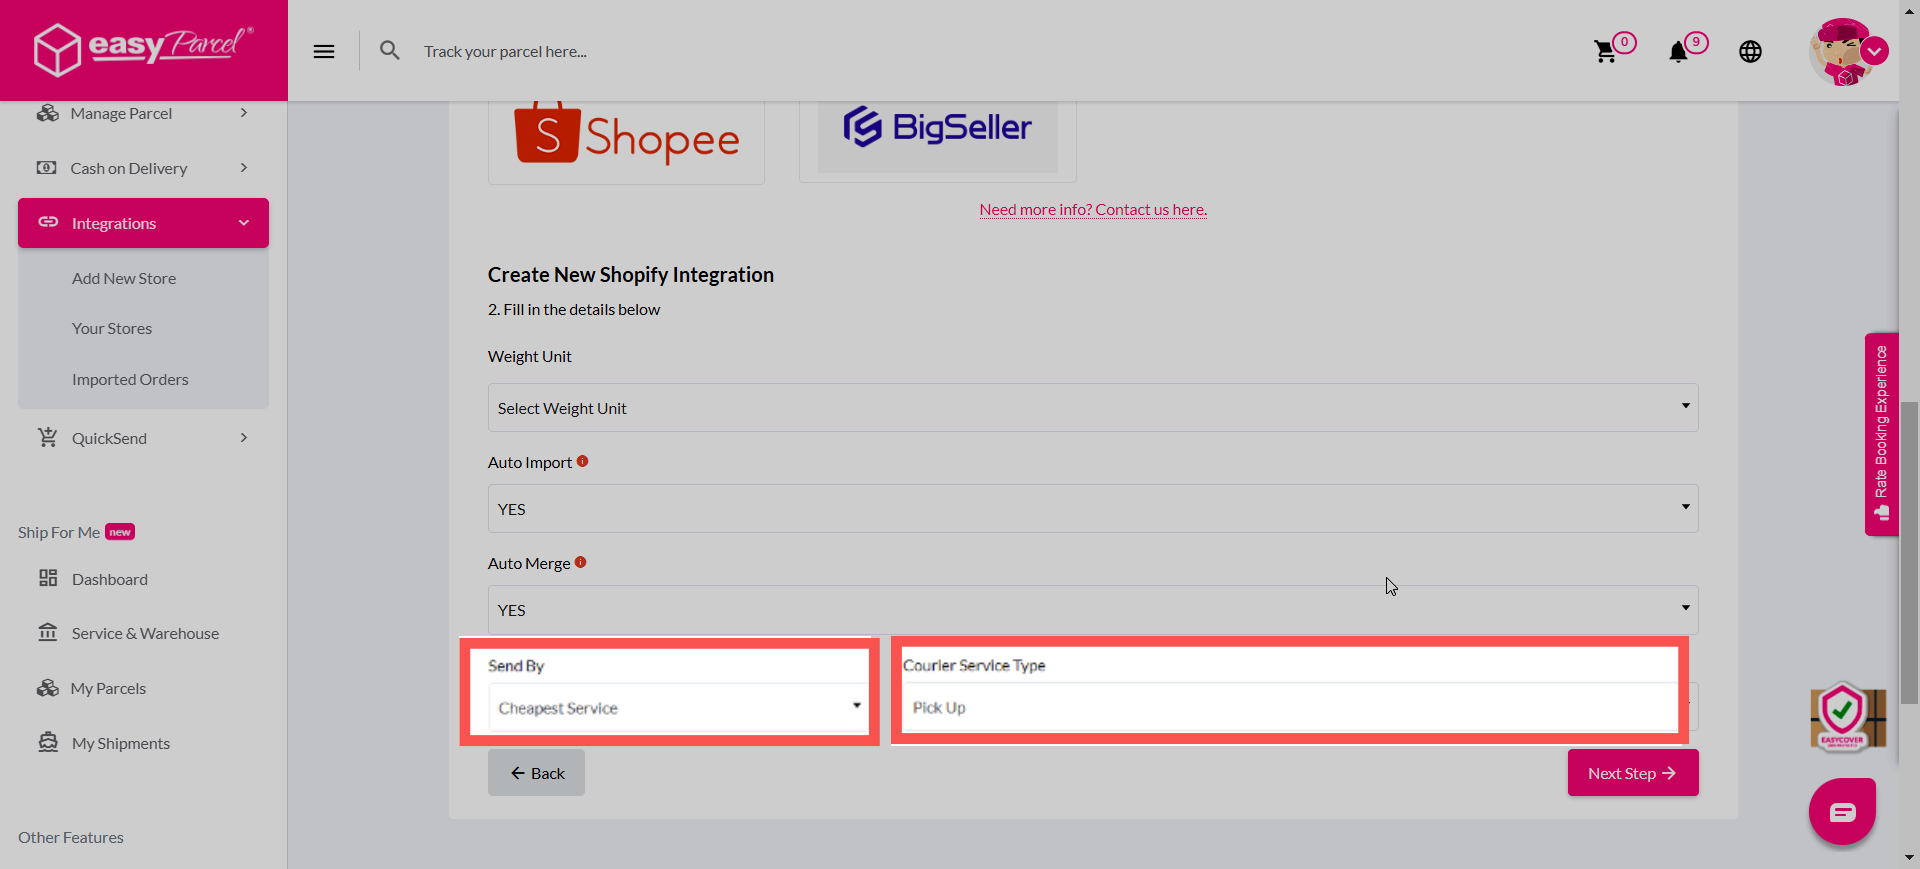 easyParcel®
Track your parcel here...
0
9
Manage Parcel
Cash on Delivery
Integrations
Add New Store
Your Stores
Imported Orders
QuickSend
Ship For Me new
Dashboard
Service & Warehouse
My Parcels
My Shipments
Other Features
S Shopee
BigSeller
Need more info? Contact us here.
Create New Shopify Integration
2. Fill in the details below
Weight Unit
Select Weight Unit
Auto Import
YES
Auto Merge
YES
Send By
Courier Service Type
Cheapest Service
Pick Up
← Back
Next Step →
Rate Booking Experience
EASYCOVER